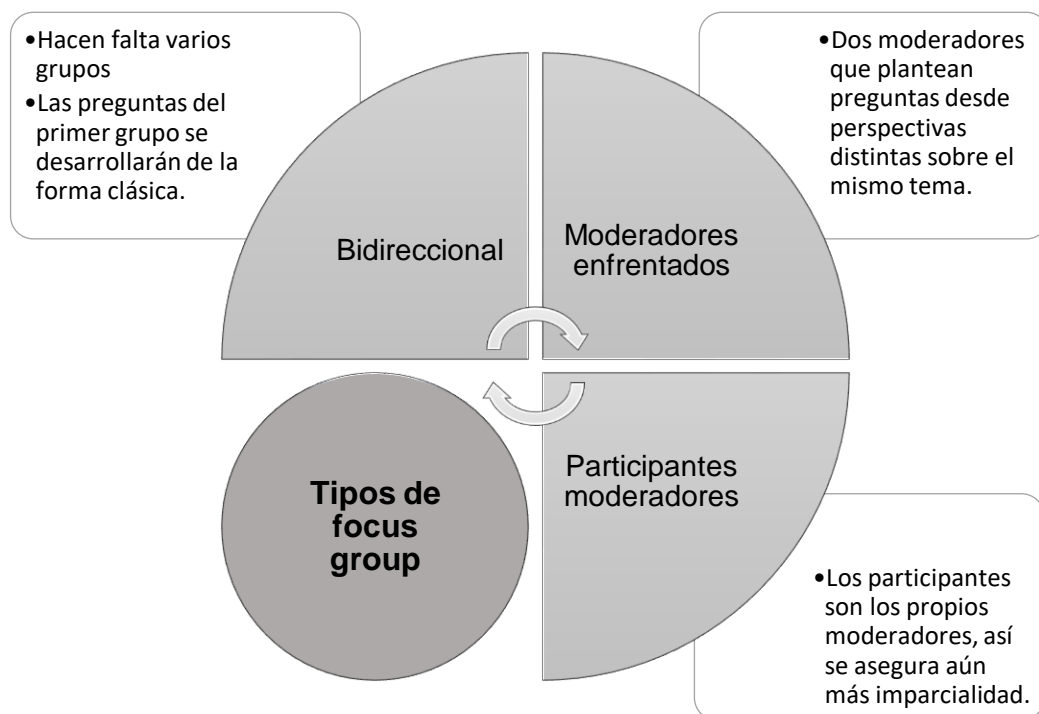 •Hacen falta varios
grupos
•Las preguntas del
primer grupo se
desarrollarán de la
forma clásica.
•Dos moderadores
que plantean
preguntas desde
perspectivas
distintas sobre el
mismo tema.
Bidireccional
Moderadores
enfrentados
Tipos de
focus
group
Participantes
moderadores
•Los participantes
son los propios
moderadores, así
se asegura aún
más imparcialidad.